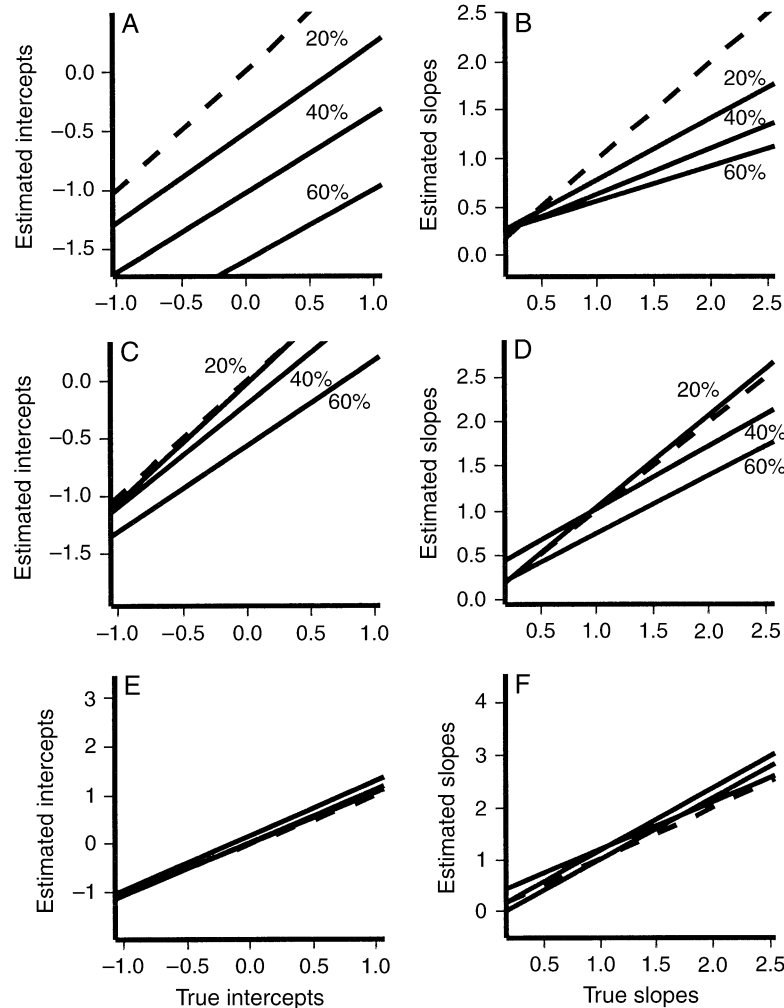 A
20%
40%
60%
0.0
−0.5
−1.0
−1.5
Estimated intercepts
−1.0 −0.5 0.0 0.5 1.0
B
20%
40%
60%
2.5
2.0
1.5
1.0
0.5
0.0
Estimated slopes
0.5 1.0 1.5 2.0 2.5
C
20%
40%
60%
0.0
−0.5
−1.0
−1.5
Estimated intercepts
−1.0 −0.5 0.0 0.5 1.0
D
20%
40%
60%
2.5
2.0
1.5
1.0
0.5
0.0
Estimated slopes
0.5 1.0 1.5 2.0 2.5
E
3
2
1
0
−1
Estimated intercepts
−1.0 −0.5 0.0 0.5 1.0
True intercepts
F
4
3
2
1
0
Estimated slopes
0.5 1.0 1.5 2.0 2.5
True slopes